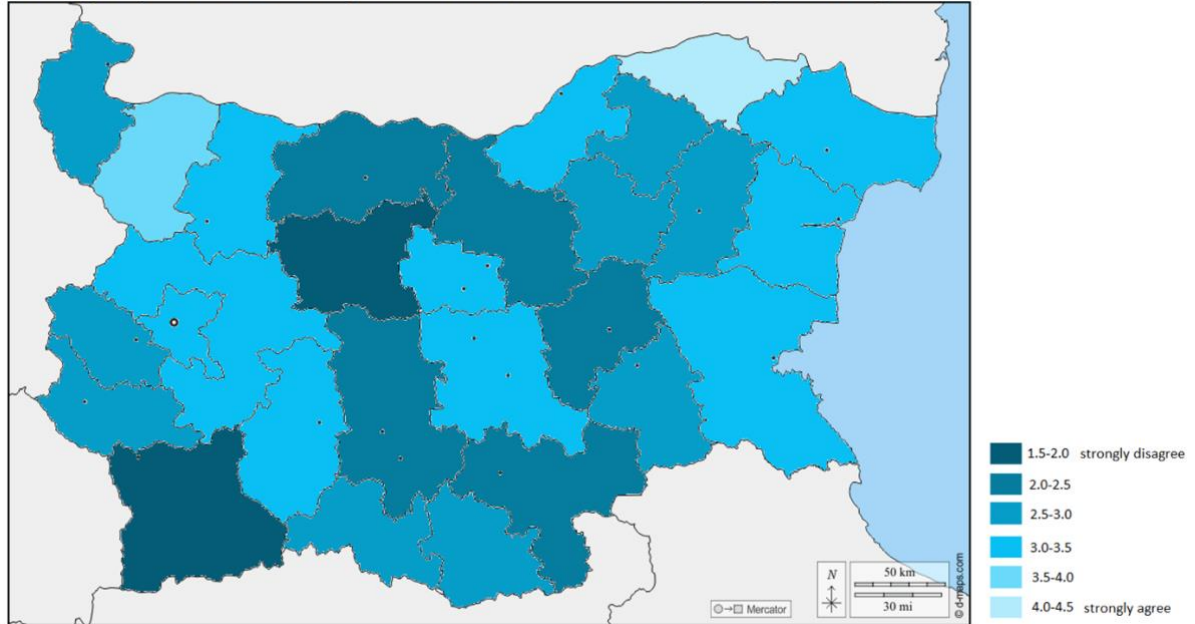 1.5-2.0 strongly disagree
2.0-2.5
2.5-3.0
3.0-3.5
3.5-4.0
4.0-4.5 strongly agree
N
50 km
30 mi
Mercator
© d-maps.com